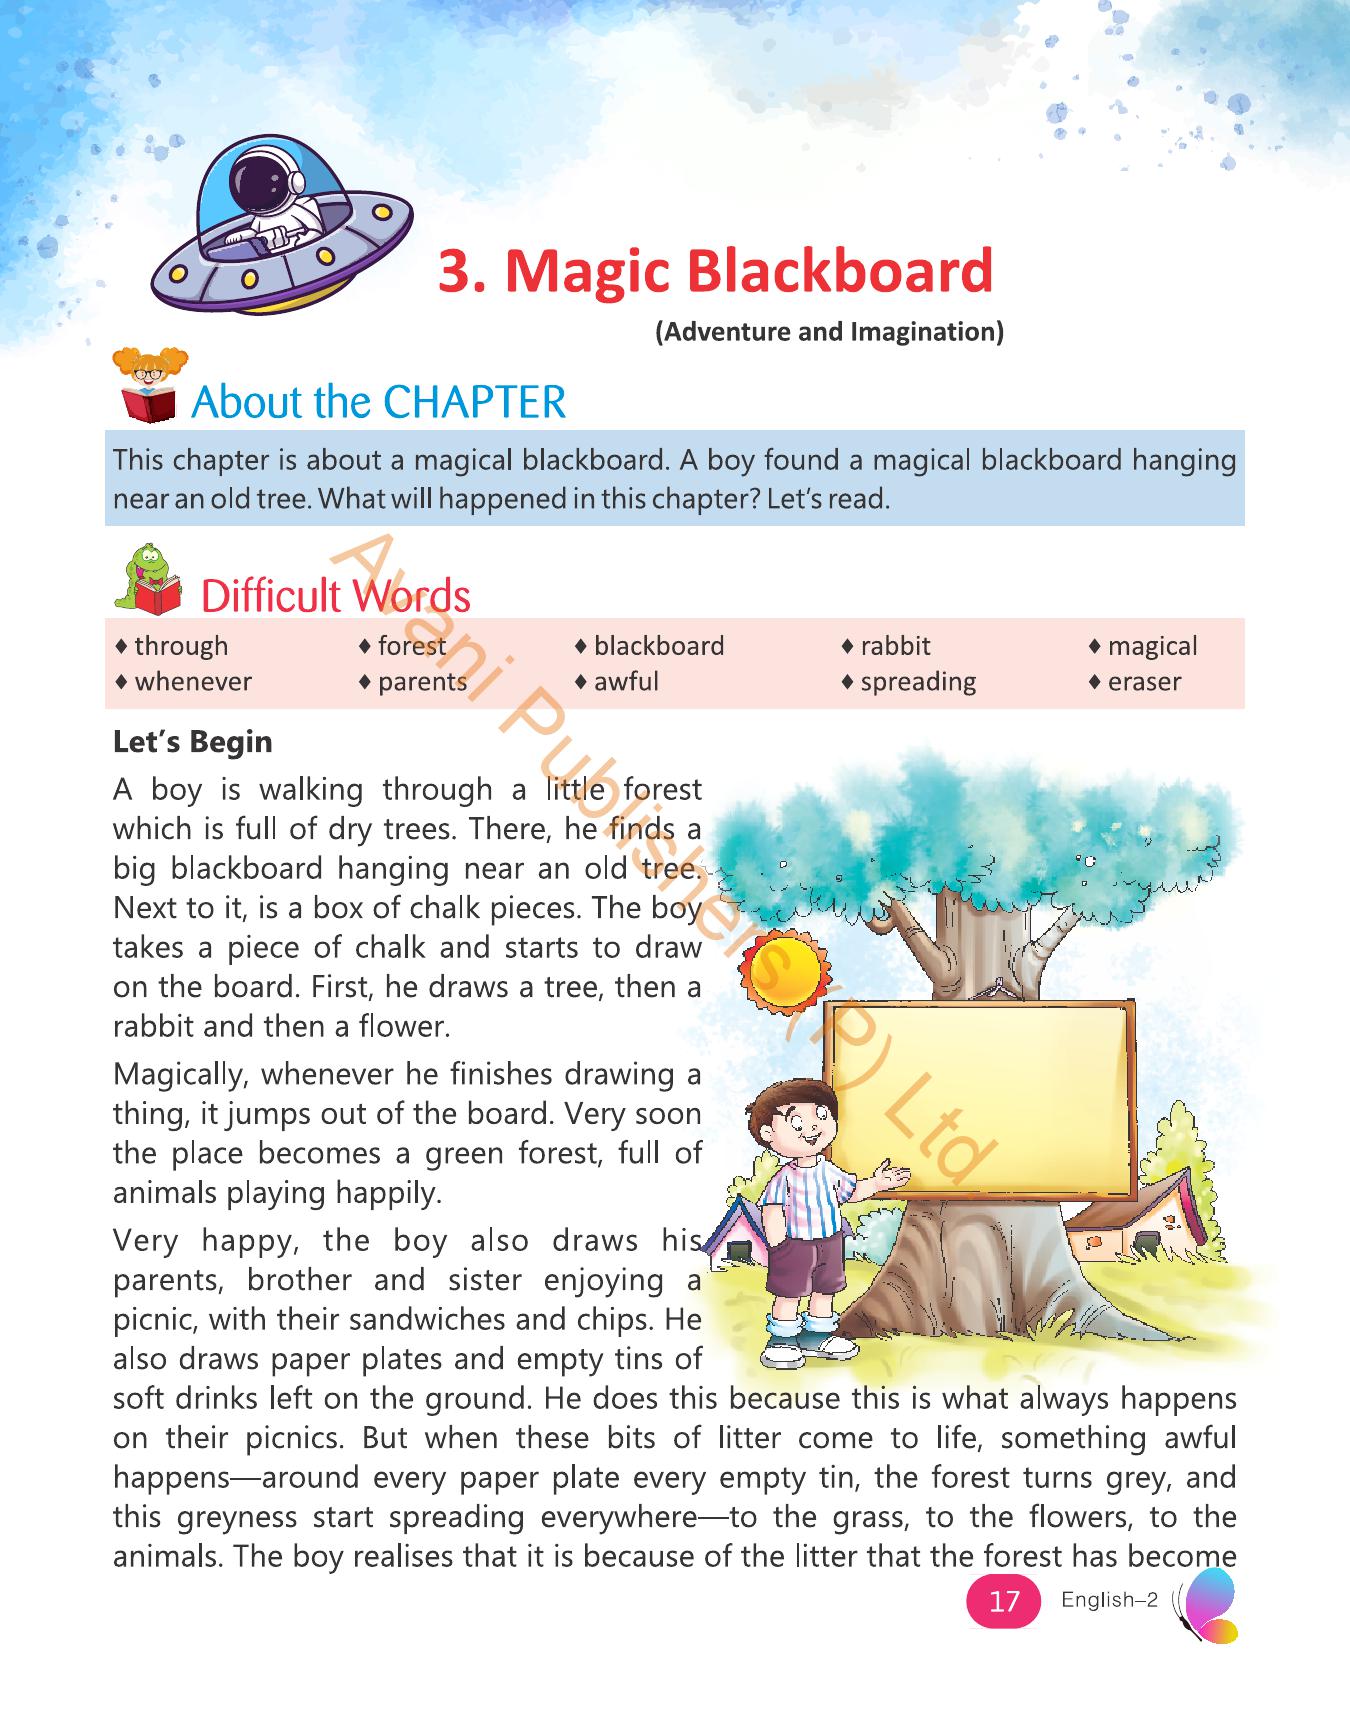 3. Magic Blackboard
(Adventure and Imagination)
About the CHAPTER
This chapter is about a magical blackboard. A boy found a magical blackboard hanging
near an old tree. What will happened in this chapter? Let's read.
Difficult Words
♦ through ♦ forest ♦ blackboard ♦ rabbit ♦ magical
♦ whenever ♦ parents ♦ awful ♦ spreading ♦ eraser
Let's Begin
A boy is walking through a little forest
which is full of dry trees. There, he finds a
big blackboard hanging near an old tree.
Next to it, is a box of chalk pieces. The boy
takes a piece of chalk and starts to draw
on the board. First, he draws a tree, then a
rabbit and then a flower.
Magically, whenever he finishes drawing a
thing, it jumps out of the board. Very soon
the place becomes a green forest, full of
animals playing happily.
Very happy, the boy also draws his
parents, brother and sister enjoying a
picnic, with their sandwiches and chips. He
also draws paper plates and empty tins of
soft drinks left on the ground. He does this because this is what always happens
on their picnics. But when these bits of litter come to life, something awful
happens—around every paper plate every empty tin, the forest turns grey, and
this greyness start spreading everywhere—to the grass, to the flowers, to the
animals. The boy realises that it is because of the litter that the forest has become
17 English–2
Avani Publishers (P) Ltd